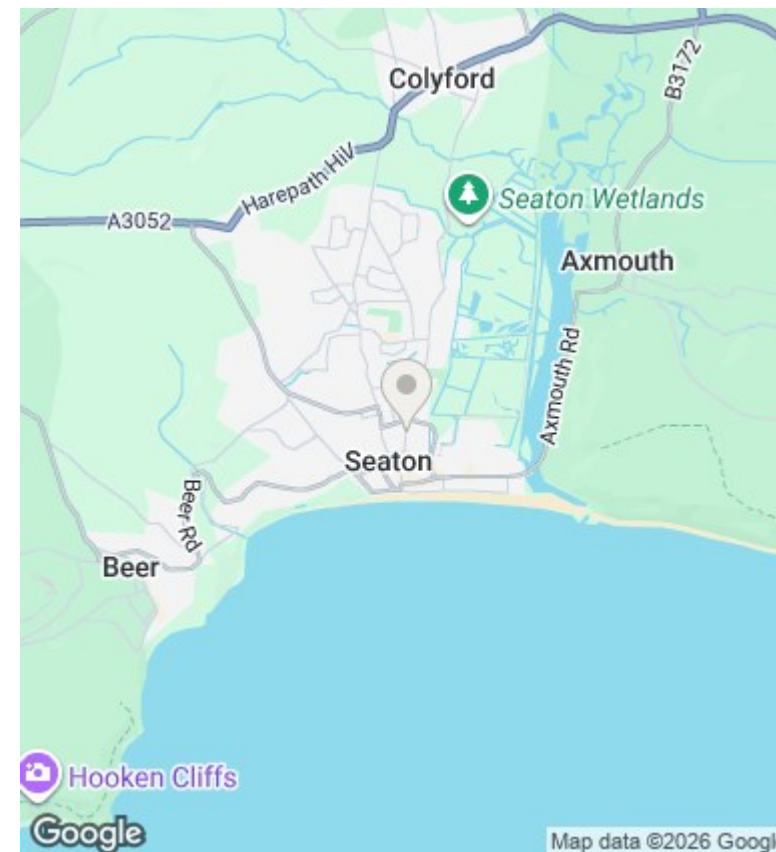 Colyford
B3172
Harepath Hil
Seaton Wetlands
A3052
Axmouth
Axmouth Rd
Seaton
Beer Rd
Beer
Hooken Cliffs
Google
Map data ©2026 Googl